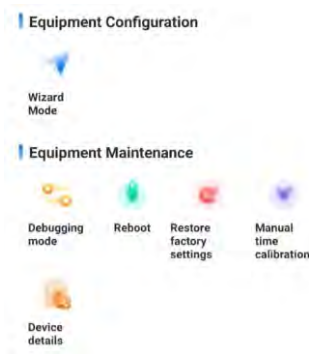 Equipment Configuration
Wizard
Mode
Equipment Maintenance
Debugging
mode
Reboot
Restore
factory
settings
Manual
time
calibration
Device
details